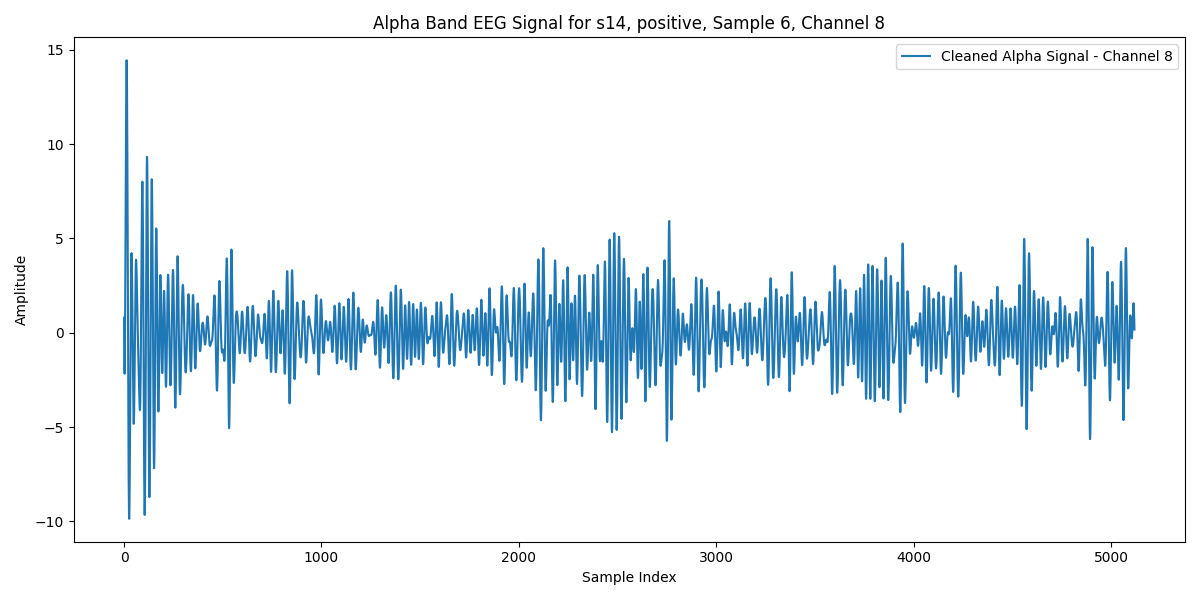 Alpha Band EEG Signal for s14, positive, Sample 6, Channel 8
Cleaned Alpha Signal - Channel 8
Amplitude
15
10
5
0
−5
−10
0 1000 2000 3000 4000 5000
Sample Index